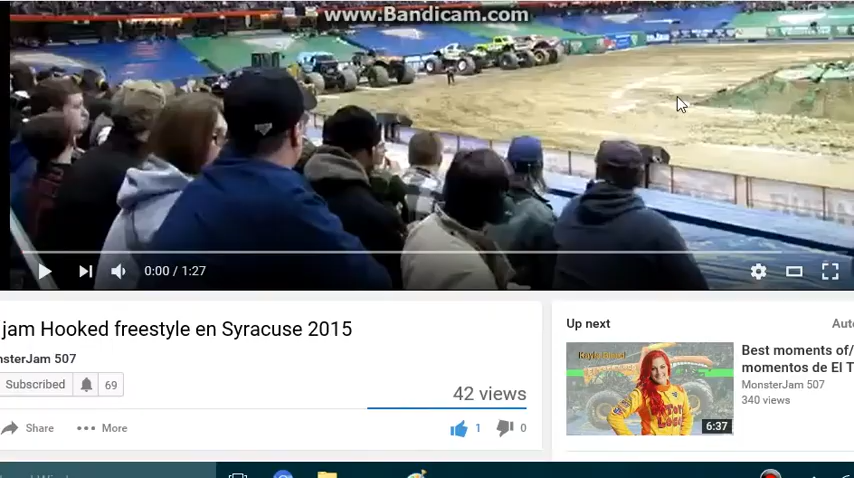 www.Bandicam.com
0:00 / 1:27
jam Hooked freestyle en Syracuse 2015
nsterJam 507
Subscribed 69
42 views
Share More 1 0
Up next Auto
Best moments of/
momentos de El T
MonsterJam 507
340 views
6:37